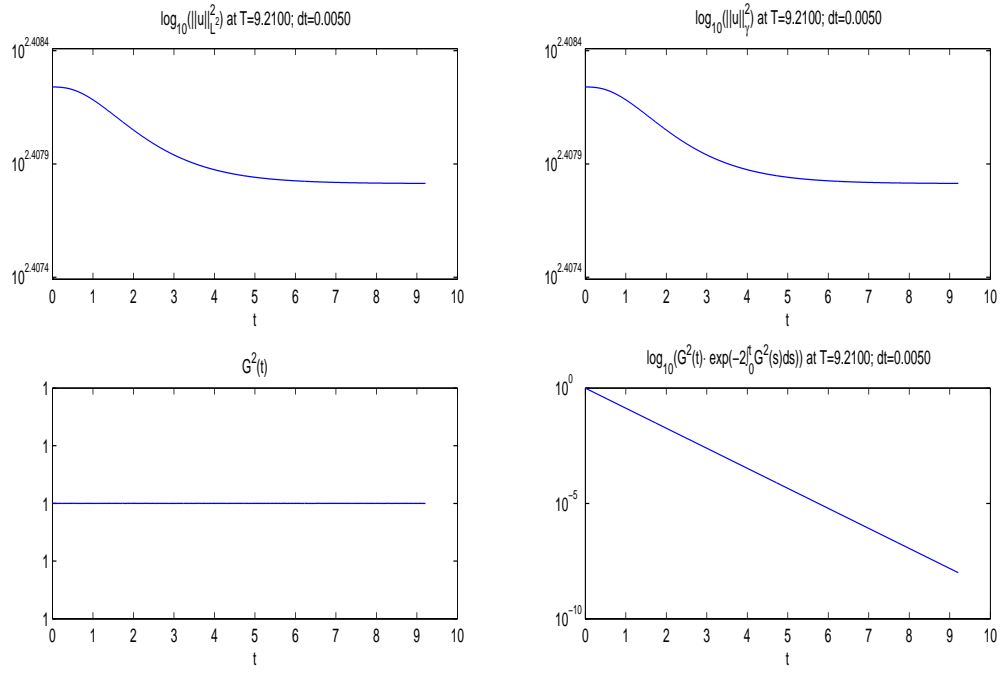 log10(||u||²L²) at T=9.2100; dt=0.0050
10^2.4084
10^2.4079
10^2.4074
0 1 2 3 4 5 6 7 8 9 10
t
log10(||u||²γ) at T=9.2100; dt=0.0050
10^2.4084
10^2.4079
10^2.4074
0 1 2 3 4 5 6 7 8 9 10
t
G²(t)
1
1
1
1
1
0 1 2 3 4 5 6 7 8 9 10
t
log10(G²(t)· exp(-2∫0^t G²(s)ds)) at T=9.2100; dt=0.0050
10^0
10^−5
10^−10
0 1 2 3 4 5 6 7 8 9 10
t